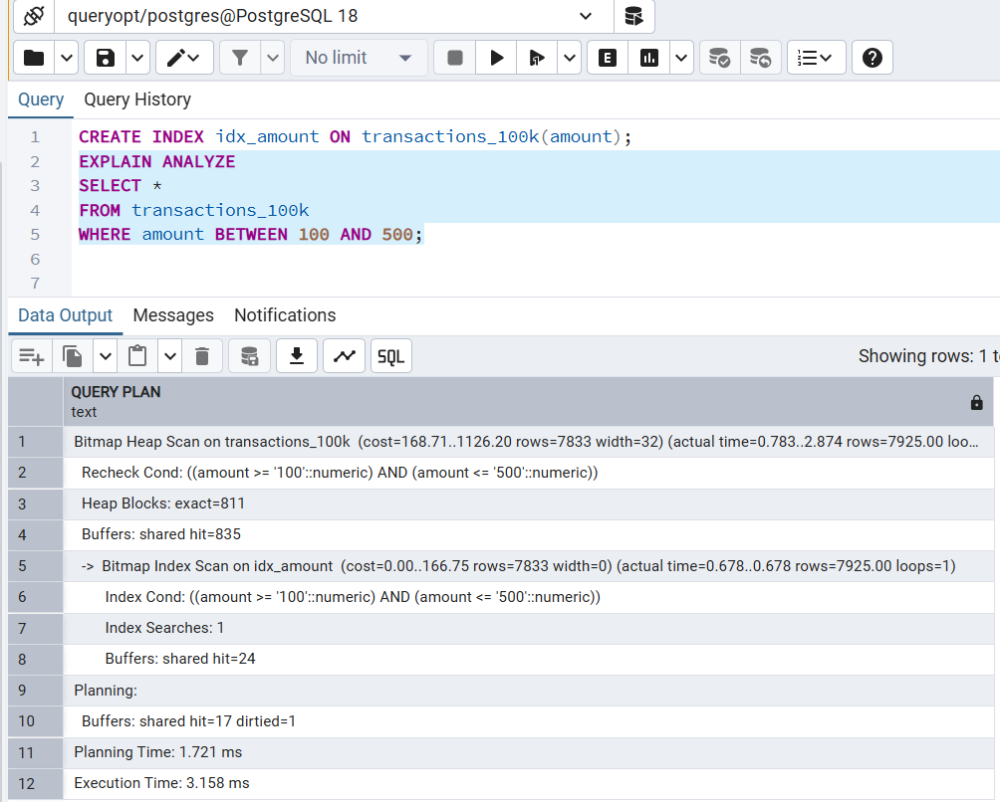 queryopt/postgres@PostgreSQL 18
No limit
E
Query Query History
1 CREATE INDEX idx_amount ON transactions_100k(amount);
2 EXPLAIN ANALYZE
3 SELECT *
4 FROM transactions_100k
5 WHERE amount BETWEEN 100 AND 500;
6
7
Data Output Messages Notifications
SQL
Showing rows: 1 t
QUERY PLAN
text
1 Bitmap Heap Scan on transactions_100k (cost=168.71..1126.20 rows=7833 width=32) (actual time=0.783..2.874 rows=7925.00 loo...
2 Recheck Cond: ((amount >= '100'::numeric) AND (amount <= '500'::numeric))
3 Heap Blocks: exact=811
4 Buffers: shared hit=835
5 -> Bitmap Index Scan on idx_amount (cost=0.00..166.75 rows=7833 width=0) (actual time=0.678..0.678 rows=7925.00 loops=1)
6 Index Cond: ((amount >= '100'::numeric) AND (amount <= '500'::numeric))
7 Index Searches: 1
8 Buffers: shared hit=24
9 Planning:
10 Buffers: shared hit=17 dirtied=1
11 Planning Time: 1.721 ms
12 Execution Time: 3.158 ms